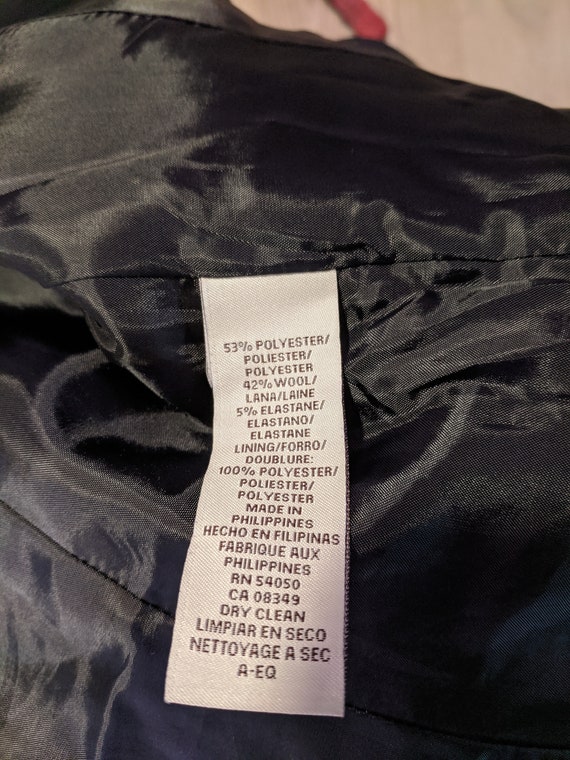 53% POLYESTER/
POLIESTER/
POLYESTER
42% WOOL/
LANA/LAINE
5% ELASTANE/
ELASTANO/
ELASTANE
LINING/FORRO/
DOUBLURE:
100% POLYESTER/
POLIESTER/
POLYESTER
MADE IN
PHILIPPINES
HECHO EN FILIPINAS
FABRIQUE AUX
PHILIPPINES
RN 54050
CA 08349
DRY CLEAN
LIMPIAR EN SECO
NETTOYAGE A SEC
A-EQ